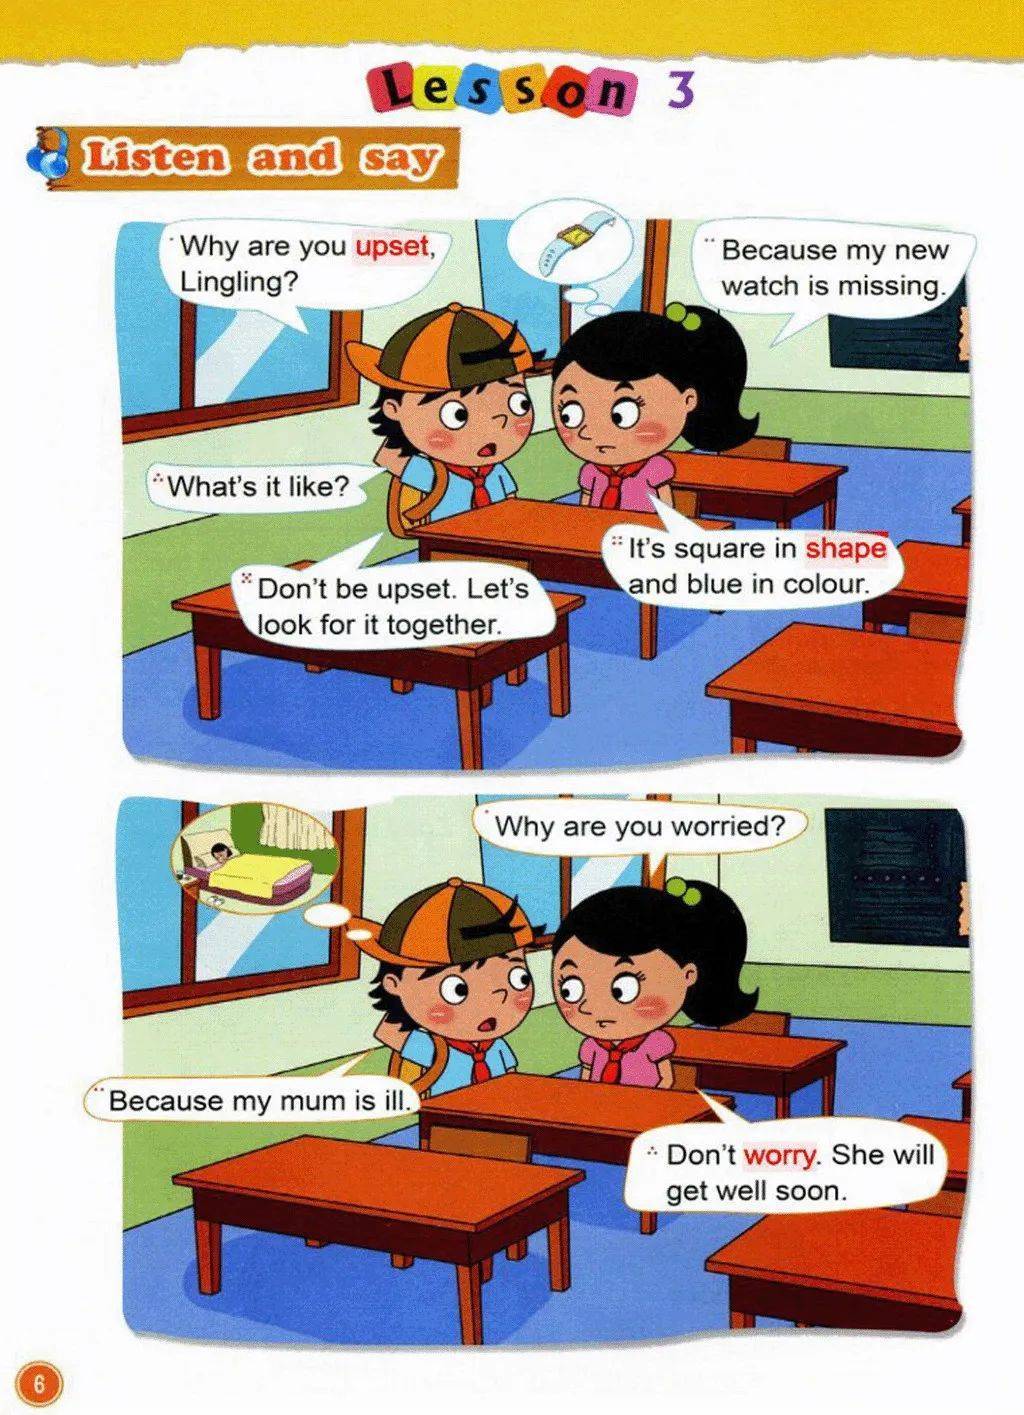 Lesson 3
Listen and say
Why are you upset,
Lingling?
Because my new
watch is missing.
What's it like?
It's square in shape
and blue in colour.
Don't be upset. Let's
look for it together.
Why are you worried?
Because my mum is ill.
Don't worry. She will
get well soon.
6